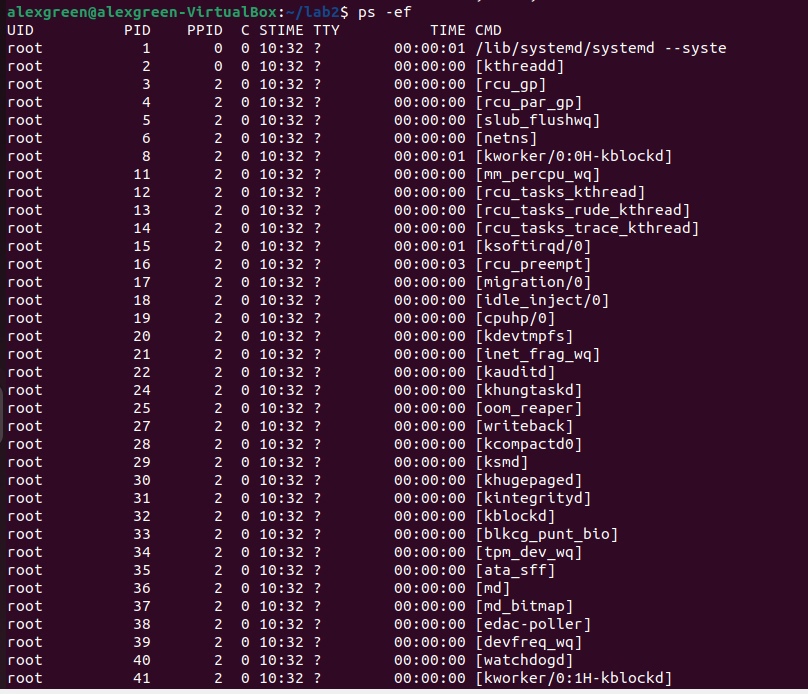 alexgreen@alexgreen-VirtualBox:~/lab2$ ps -ef
UID          PID    PPID  C STIME TTY          TIME CMD
root           1       0  0 10:32 ?        00:00:01 /lib/systemd/systemd --syste
root           2       0  0 10:32 ?        00:00:00 [kthreadd]
root           3       2  0 10:32 ?        00:00:00 [rcu_gp]
root           4       2  0 10:32 ?        00:00:00 [rcu_par_gp]
root           5       2  0 10:32 ?        00:00:00 [slub_flushwq]
root           6       2  0 10:32 ?        00:00:00 [netns]
root           8       2  0 10:32 ?        00:00:01 [kworker/0:0H-kblockd]
root          11       2  0 10:32 ?        00:00:00 [mm_percpu_wq]
root          12       2  0 10:32 ?        00:00:00 [rcu_tasks_kthread]
root          13       2  0 10:32 ?        00:00:00 [rcu_tasks_rude_kthread]
root          14       2  0 10:32 ?        00:00:00 [rcu_tasks_trace_kthread]
root          15       2  0 10:32 ?        00:00:01 [ksoftirqd/0]
root          16       2  0 10:32 ?        00:00:03 [rcu_preempt]
root          17       2  0 10:32 ?        00:00:00 [migration/0]
root          18       2  0 10:32 ?        00:00:00 [idle_inject/0]
root          19       2  0 10:32 ?        00:00:00 [cpuhp/0]
root          20       2  0 10:32 ?        00:00:00 [kdevtmpfs]
root          21       2  0 10:32 ?        00:00:00 [inet_frag_wq]
root          22       2  0 10:32 ?        00:00:00 [kauditd]
root          24       2  0 10:32 ?        00:00:00 [khungtaskd]
root          25       2  0 10:32 ?        00:00:00 [oom_reaper]
root          27       2  0 10:32 ?        00:00:00 [writeback]
root          28       2  0 10:32 ?        00:00:00 [kcompactd0]
root          29       2  0 10:32 ?        00:00:00 [ksmd]
root          30       2  0 10:32 ?        00:00:00 [khugepaged]
root          31       2  0 10:32 ?        00:00:00 [kintegrityd]
root          32       2  0 10:32 ?        00:00:00 [kblockd]
root          33       2  0 10:32 ?        00:00:00 [blkcg_punt_bio]
root          34       2  0 10:32 ?        00:00:00 [tpm_dev_wq]
root          35       2  0 10:32 ?        00:00:00 [ata_sff]
root          36       2  0 10:32 ?        00:00:00 [md]
root          37       2  0 10:32 ?        00:00:00 [md_bitmap]
root          38       2  0 10:32 ?        00:00:00 [edac-poller]
root          39       2  0 10:32 ?        00:00:00 [devfreq_wq]
root          40       2  0 10:32 ?        00:00:00 [watchdogd]
root          41       2  0 10:32 ?        00:00:00 [kworker/0:1H-kblockd]